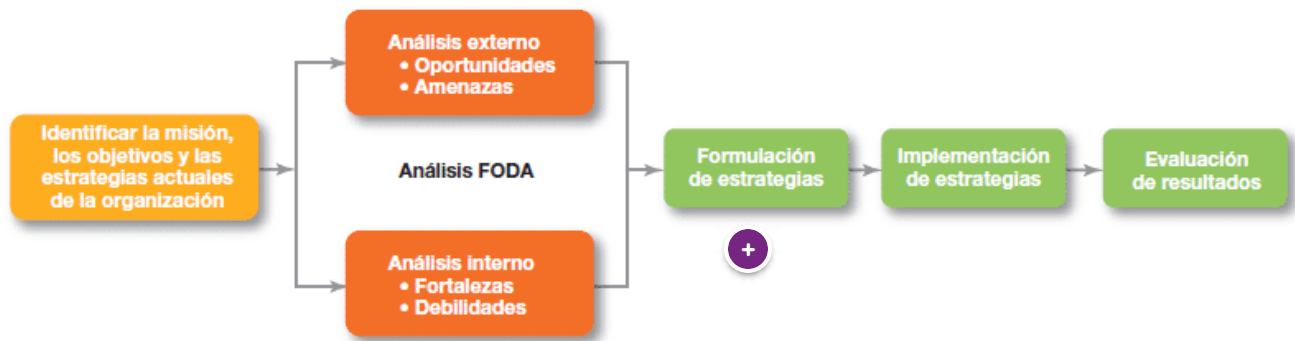 Identificar la misión,
los objetivos y las
estrategias actuales
de la organización
Análisis externo
• Oportunidades
• Amenazas
Análisis FODA
Análisis interno
• Fortalezas
• Debilidades
Formulación
de estrategias
+
Implementación
de estrategias
Evaluación
de resultados